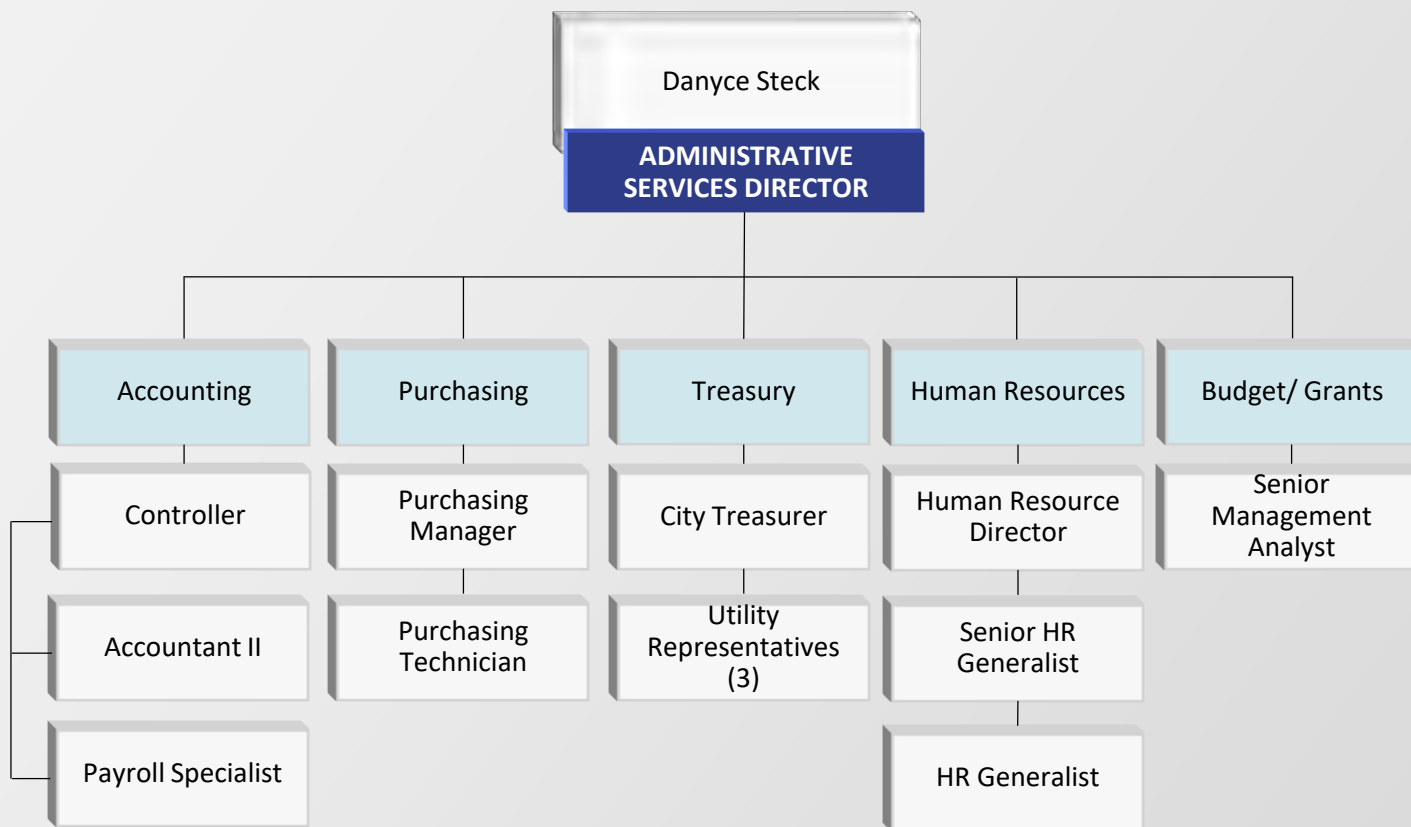 Danyce Steck
ADMINISTRATIVE
SERVICES DIRECTOR
Accounting
Purchasing
Treasury
Human Resources
Budget/ Grants
Controller
Purchasing
Manager
City Treasurer
Human Resource
Director
Senior
Management
Analyst
Accountant II
Purchasing
Technician
Utility
Representatives
(3)
Senior HR
Generalist
Payroll Specialist
HR Generalist